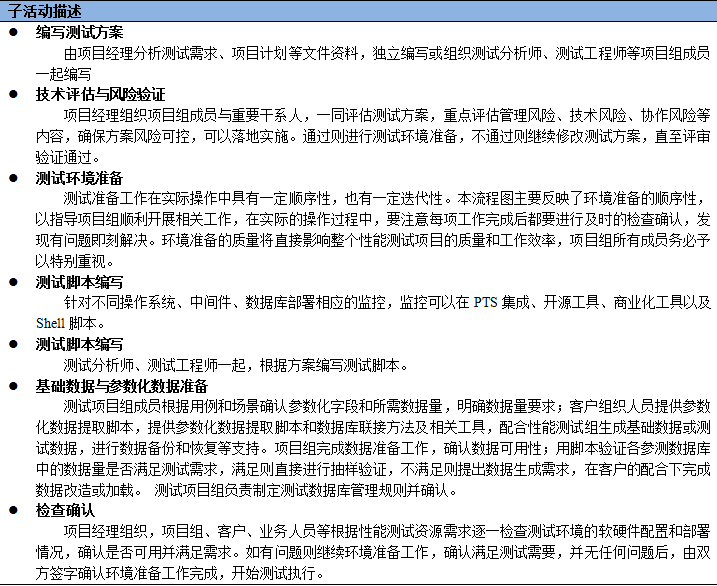 子活动描述
● 编写测试方案
由项目经理分析测试需求、项目计划等文件资料，独立编写或组织测试分析师、测试工程师等项目组成员
一起编写
● 技术评估与风险验证
项目经理组织项目组成员与重要干系人，一同评估测试方案，重点评估管理风险、技术风险、协作风险等
内容，确保方案风险可控，可以落地实施。通过则进行测试环境准备，不通过则继续修改测试方案，直至评审
验证通过。
● 测试环境准备
测试准备工作在实际操作中具有一定顺序性，也有一定迭代性。本流程图主要反映了环境准备的顺序性，
以指导项目组顺利开展相关工作，在实际的操作过程中，要注意每项工作完成后都要进行及时的检查确认，发
现有问题即刻解决。环境准备的质量将直接影响整个性能测试项目的质量和工作效率，项目组所有成员务必予
以特别重视。
● 测试脚本编写
针对不同操作系统、中间件、数据库部署相应的监控，监控可以在 PTS 集成、开源工具、商业化工具以及
Shell 脚本。
● 测试脚本编写
测试分析师、测试工程师一起，根据方案编写测试脚本。
● 基础数据与参数化数据准备
测试项目组成员根据用例和场景确认参数化字段和所需数据量，明确数据量要求；客户组织人员提供参数
化数据提取脚本，提供参数化数据提取脚本和数据库联接方法及相关工具，配合性能测试组生成基础数据或测
试数据，进行数据备份和恢复等支持。项目组完成数据准备工作，确认数据可用性；用脚本验证各参测数据库
中的数据量是否满足测试需求，满足则直接进行抽样验证，不满足则提出数据生成需求，在客户的配合下完成
数据改造或加载。 测试项目组负责制定测试数据库管理规则并确认。
● 检查确认
项目经理组织，项目组、客户、业务人员等根据性能测试资源需求逐一检查测试环境的软硬件配置和部署
情况，确认是否可用并满足需求。如有问题则继续环境准备工作，确认满足测试需要，并无任何问题后，由双
方签字确认环境准备工作完成，开始测试执行。